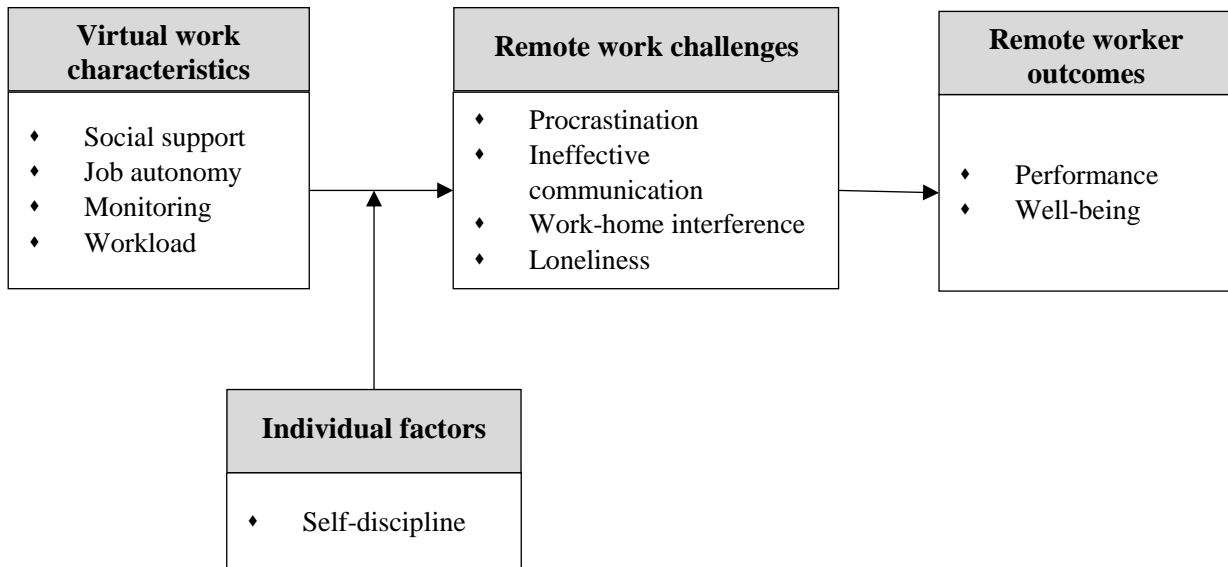 Virtual work
characteristics
♦ Social support
♦ Job autonomy
♦ Monitoring
♦ Workload
Remote work challenges
♦ Procrastination
♦ Ineffective
communication
♦ Work-home interference
♦ Loneliness
Remote worker
outcomes
♦ Performance
♦ Well-being
Individual factors
♦ Self-discipline